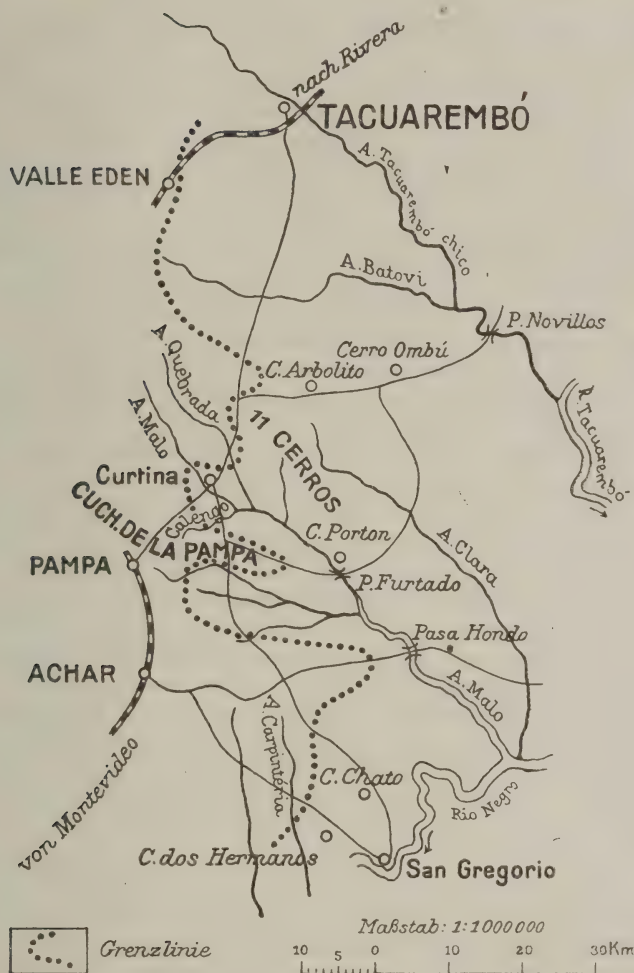 nach Rivera
TACUAREMBÓ
VALLE EDEN
A. Tacuarembó chico
A. Batovi
P. Novillos
A. Quebrada
Cerro Ombú
C. Arbolito
R. Tacuarembó
A. Malo
11 CERROS
Curtina
Calengo
CUCH. DE LA PAMPA
C. Porton
A. Clara
PAMPA
P. Furtado
Pasa Hondo
ACHAR
A. Malo
A. Carpintéria
von Montevideo
C. Chato
Rio Negro
C. dos Hermanos
San Gregorio
Grenzlinie
Maßstab: 1:1000000
10 5 0 10 20 30Km